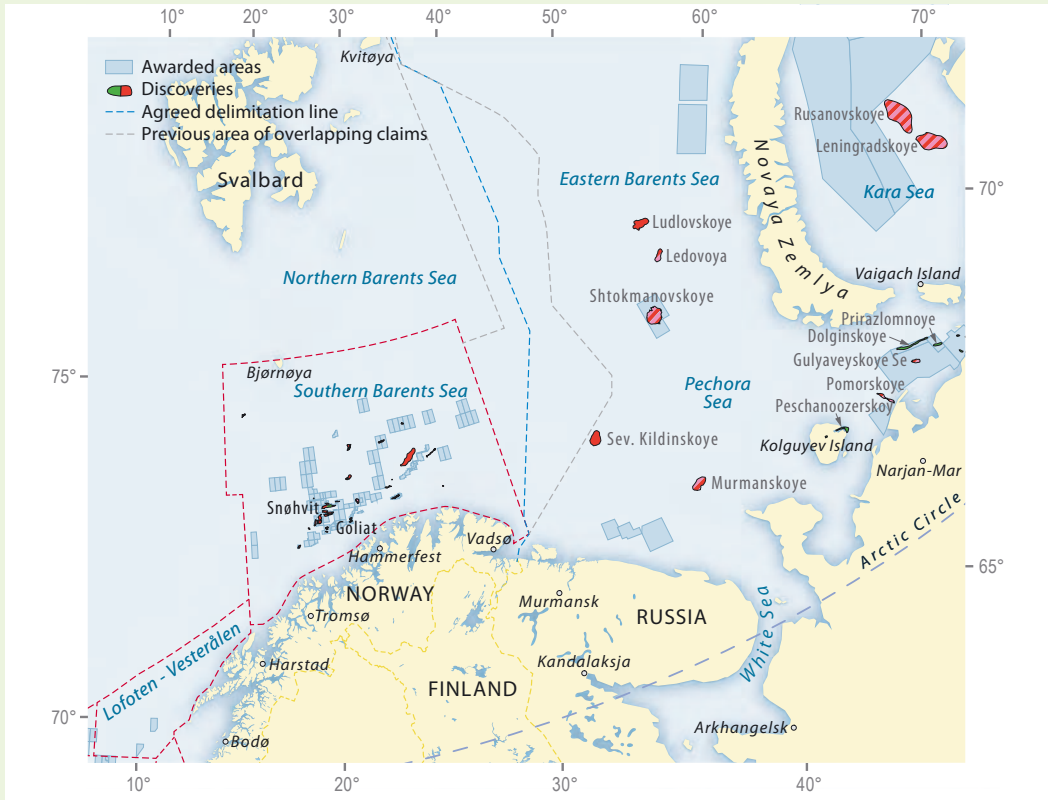 10° 20° 30° 40° 50° 60° 70°
Kvitøya
Awarded areas
Discoveries
Agreed delimitation line
Previous area of overlapping claims
Rusanovskoye
Leningradskoye
Svalbard
Novaya Zemlya
Eastern Barents Sea
Kara Sea
70°
Ludlovskoye
Ledovoya
Northern Barents Sea
Vaigach Island
Shtokmanovskoye
Prirazlomnoye
Dolginskoye
Gulyaveyskoye Se
75°
Bjørnøya
Southern Barents Sea
Pechora
Sea
Pomorskoye
Peschanoozerskoy
Sev. Kildinskoye
Kolguyev Island
Narjan-Mar
Murmanskoye
Snøhvit
Goliat
Vadsø
Hammerfest
Arctic Circle
65°
NORWAY
Murmansk
RUSSIA
Tromsø
White Sea
Lofoten - Vesterålen
Harstad
Kandalaksja
FINLAND
70°
Bodø
Arkhangelsk
10° 20° 30° 40°